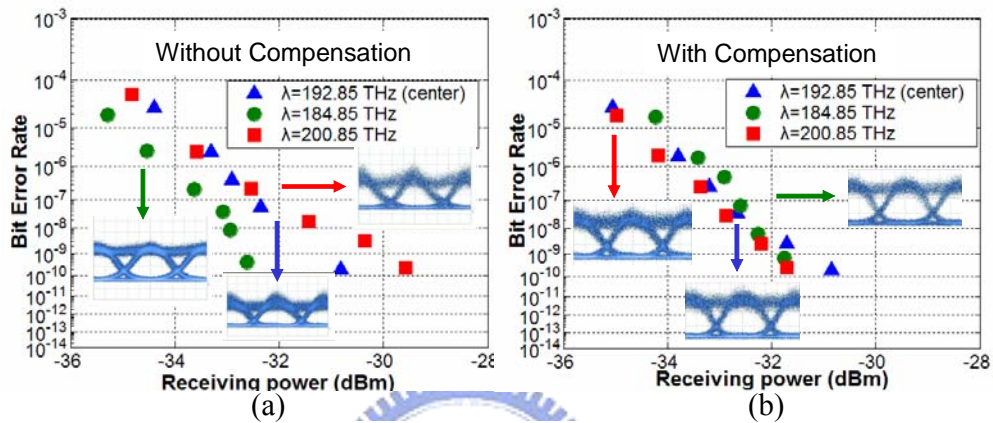 Without Compensation
λ=192.85 THz (center)
λ=184.85 THz
λ=200.85 THz
Bit Error Rate
10-3
10-4
10-5
10-6
10-7
10-8
10-9
10-10
10-11
10-12
10-13
10-14
-36
-34
-32
-30
-28
Receiving power (dBm)
(a)
With Compensation
λ=192.85 THz (center)
λ=184.85 THz
λ=200.85 THz
Bit Error Rate
10-3
10-4
10-5
10-6
10-7
10-8
10-9
10-10
10-11
10-12
10-13
10-14
-36
-34
-32
-30
-28
Receiving power (dBm)
(b)